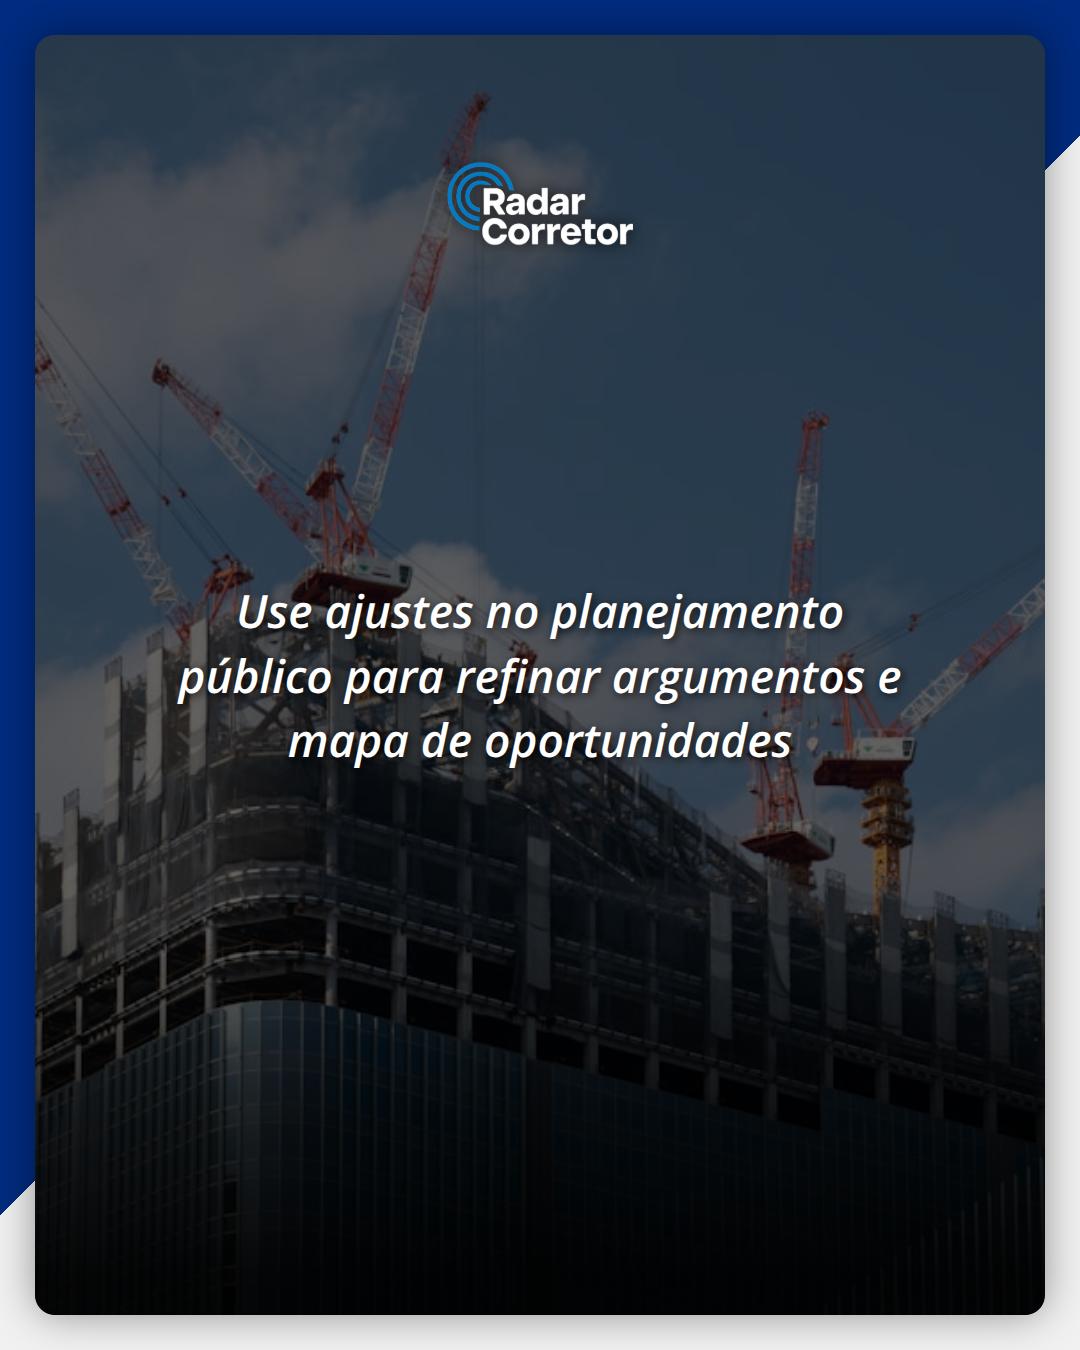 Radar
Corretor
Use ajustes no planejamento
público para refinar argumentos e
mapa de oportunidades